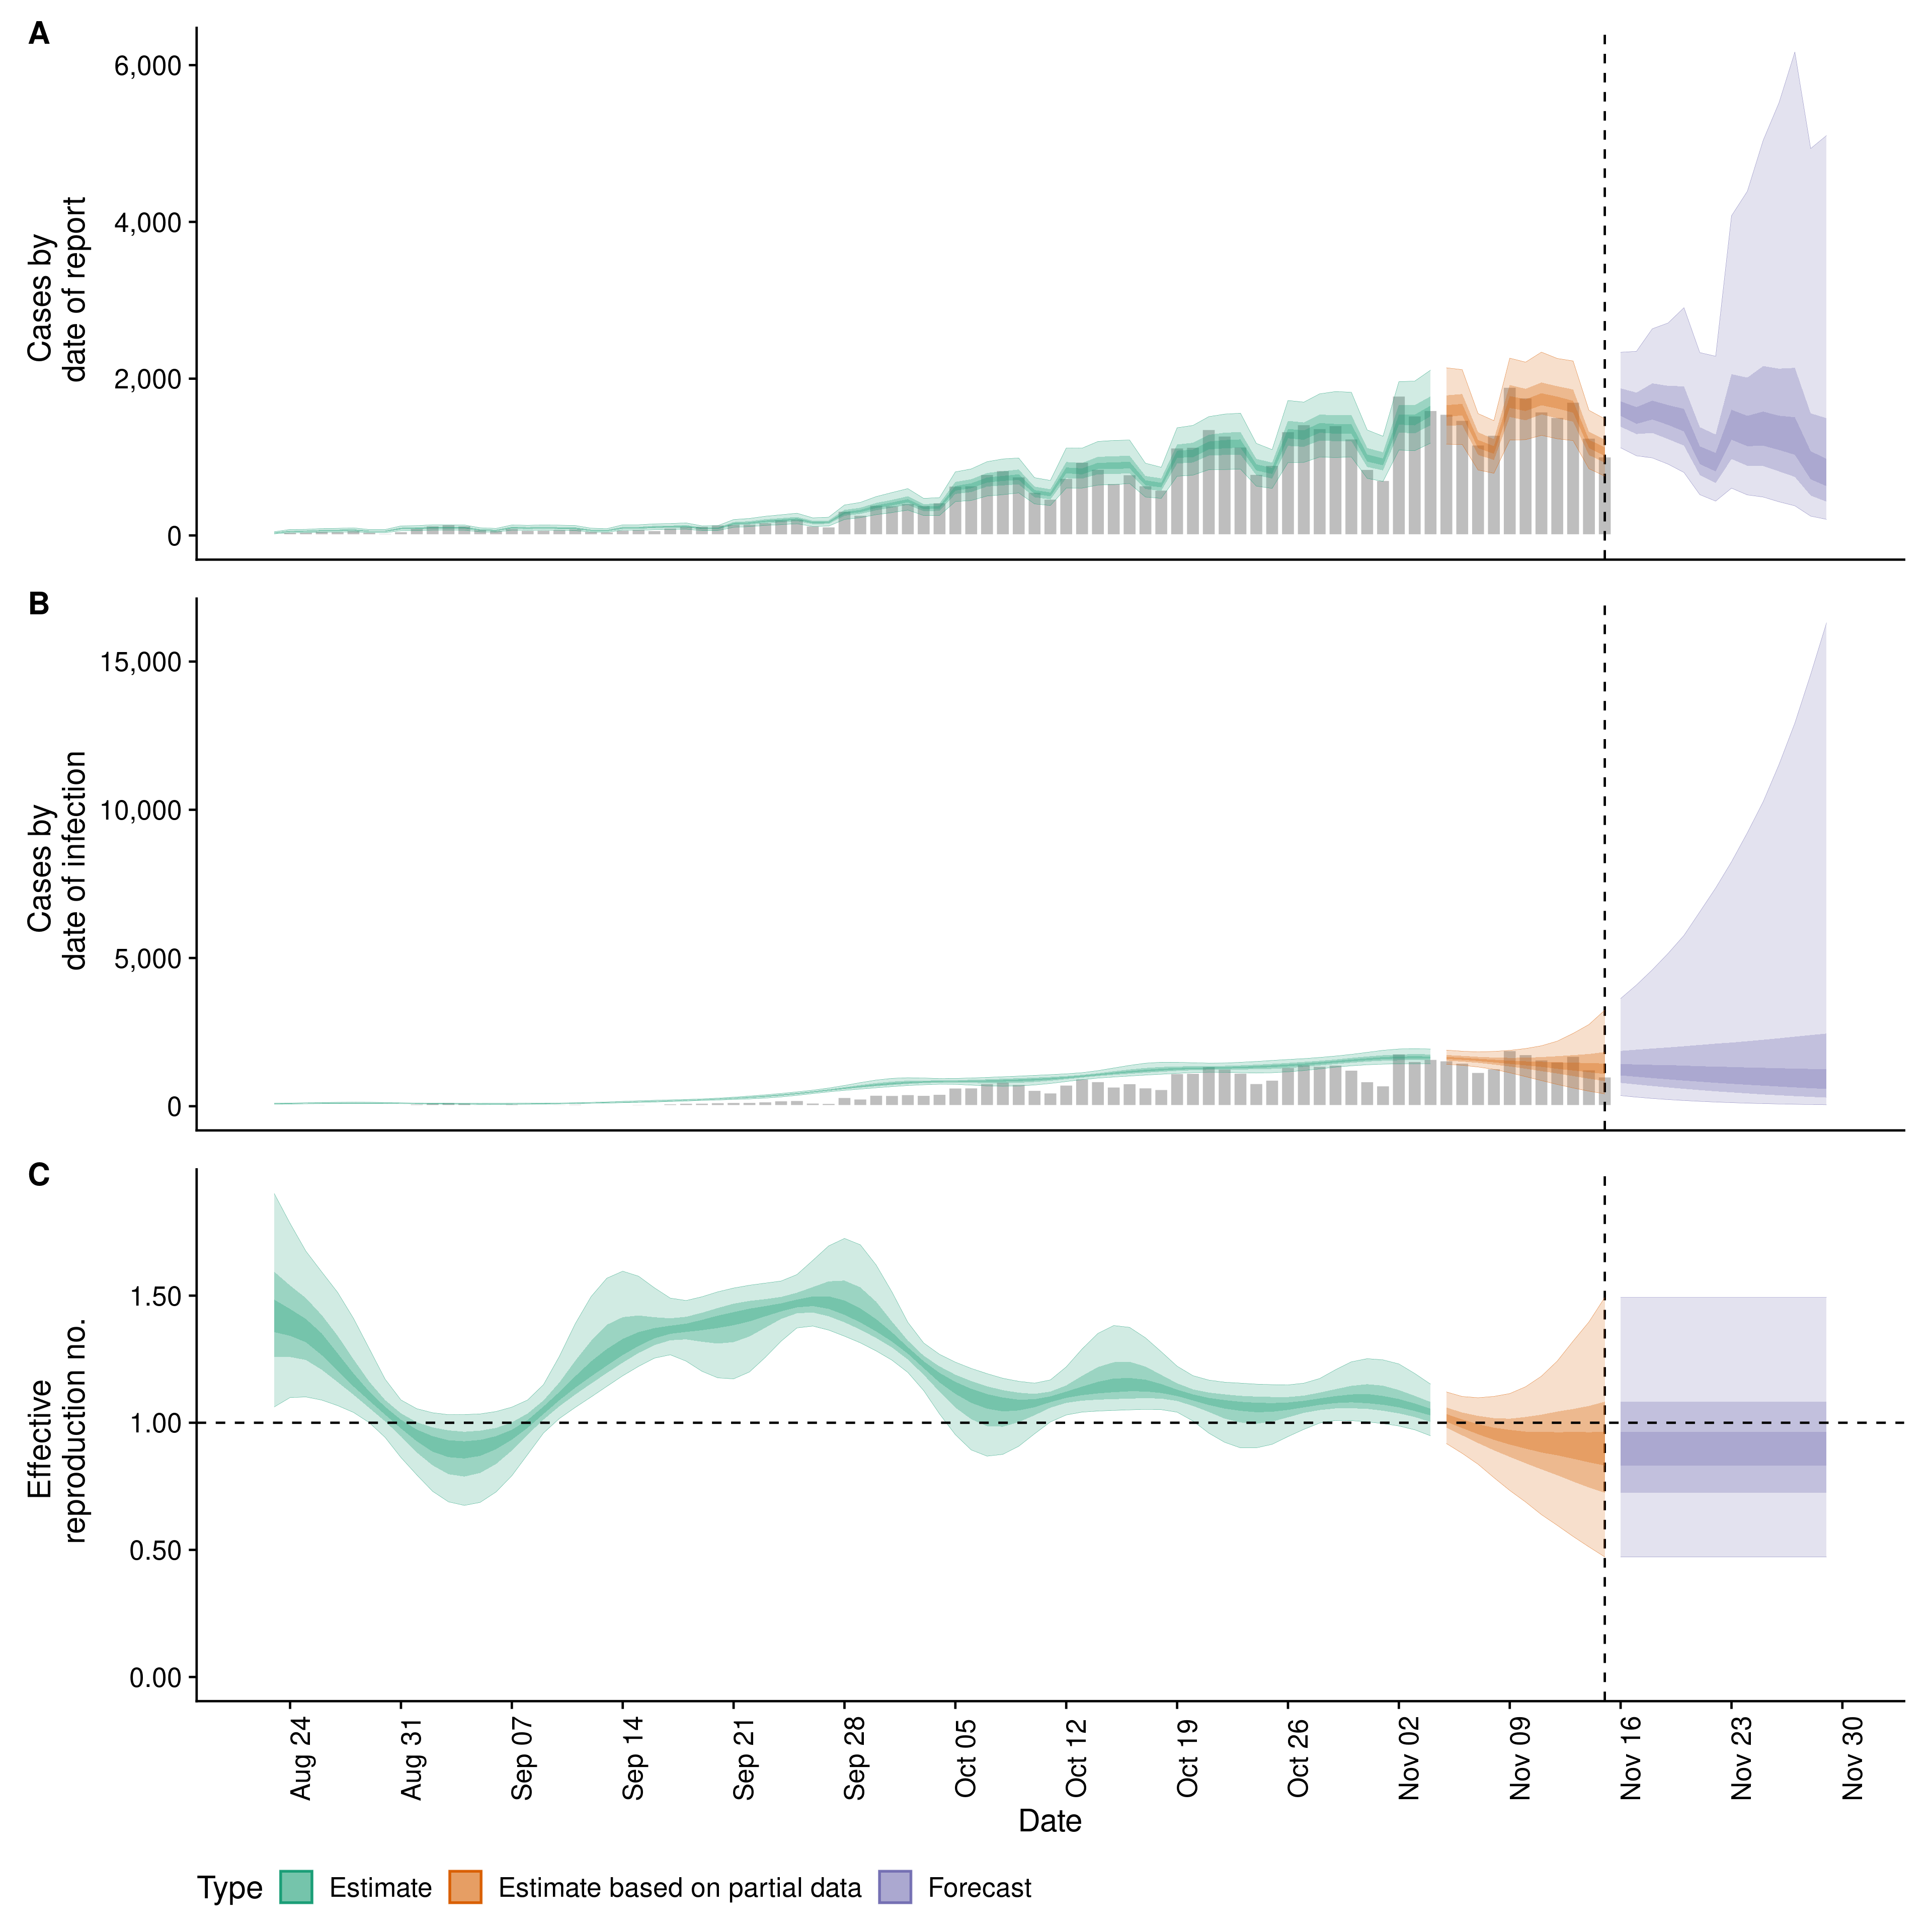 A
Cases by
date of report
6,000
4,000
2,000
0
B
Cases by
date of infection
15,000
10,000
5,000
0
C
Effective
reproduction no.
1.50
1.00
0.50
0.00
Aug 24
Aug 31
Sep 07
Sep 14
Sep 21
Sep 28
Oct 05
Oct 12
Oct 19
Oct 26
Nov 02
Nov 09
Nov 16
Nov 23
Nov 30
Date
Type Estimate Estimate based on partial data Forecast